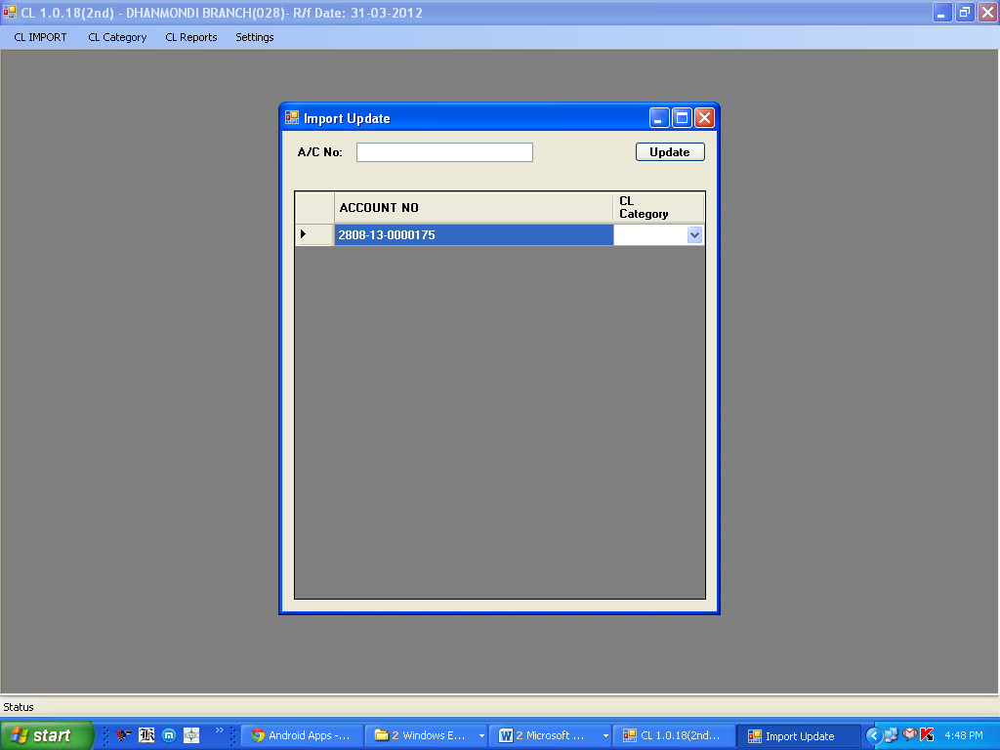 CL 1.0.18(2nd) - DHANMONDI BRANCH(028)- R/f Date: 31-03-2012
CL IMPORT CL Category CL Reports Settings
Import Update
A/C No: Update
ACCOUNT NO CL Category
2808-13-0000175
Status
start Android Apps -... 2 Windows E... 2 Microsoft ... CL 1.0.18(2nd... Import Update 4:48 PM